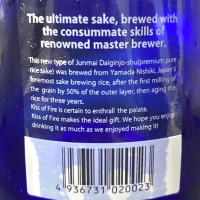 The ultimate sake, brewed with
the consummate skills of
renowned master brewer.
This new type of Junmai Daiginjo-shu(premium pure
rice sake) was brewed from Yamada Nishiki, Japan's
foremost sake brewing rice, after the first milling of
the grain by 50% of the outer layer, then aging the
rice for three years.
Kiss of Fire is certain to enthrall the palate.
Kiss of Fire makes the ideal gift. We hope you enjoy
drinking it as much as we enjoyed making it!
4 936731 020023